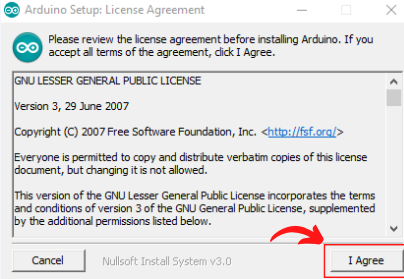 Arduino Setup: License Agreement
Please review the license agreement before installing Arduino. If you
accept all terms of the agreement, click I Agree.
GNU LESSER GENERAL PUBLIC LICENSE
Version 3, 29 June 2007
Copyright (C) 2007 Free Software Foundation, Inc. <http://fsf.org/>
Everyone is permitted to copy and distribute verbatim copies of this license
document, but changing it is not allowed.
This version of the GNU Lesser General Public License incorporates the terms
and conditions of version 3 of the GNU General Public License, supplemented
by the additional permissions listed below.
Cancel Nullsoft Install System v3.0 I Agree